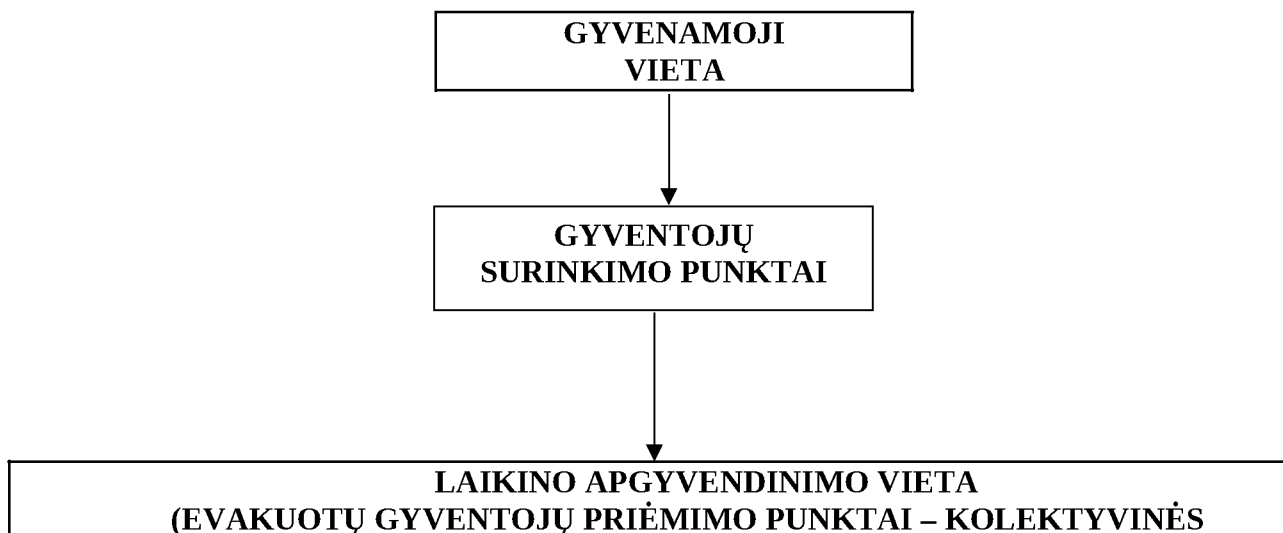 GYVENAMOJI
VIETA
GYVENTOJŲ
SURINKIMO PUNKTAI
LAIKINO APGYVENDINIMO VIETA
(EVAKUOTŲ GYVENTOJŲ PRIĖMIMO PUNKTAI – KOLEKTYVINĖS